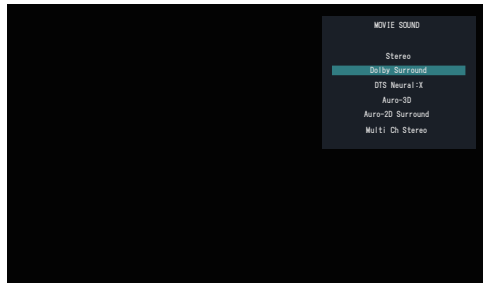 MOVIE SOUND
Stereo
Dolby Surround
DTS Neural:X
Auro-3D
Auro-2D Surround
Multi Ch Stereo